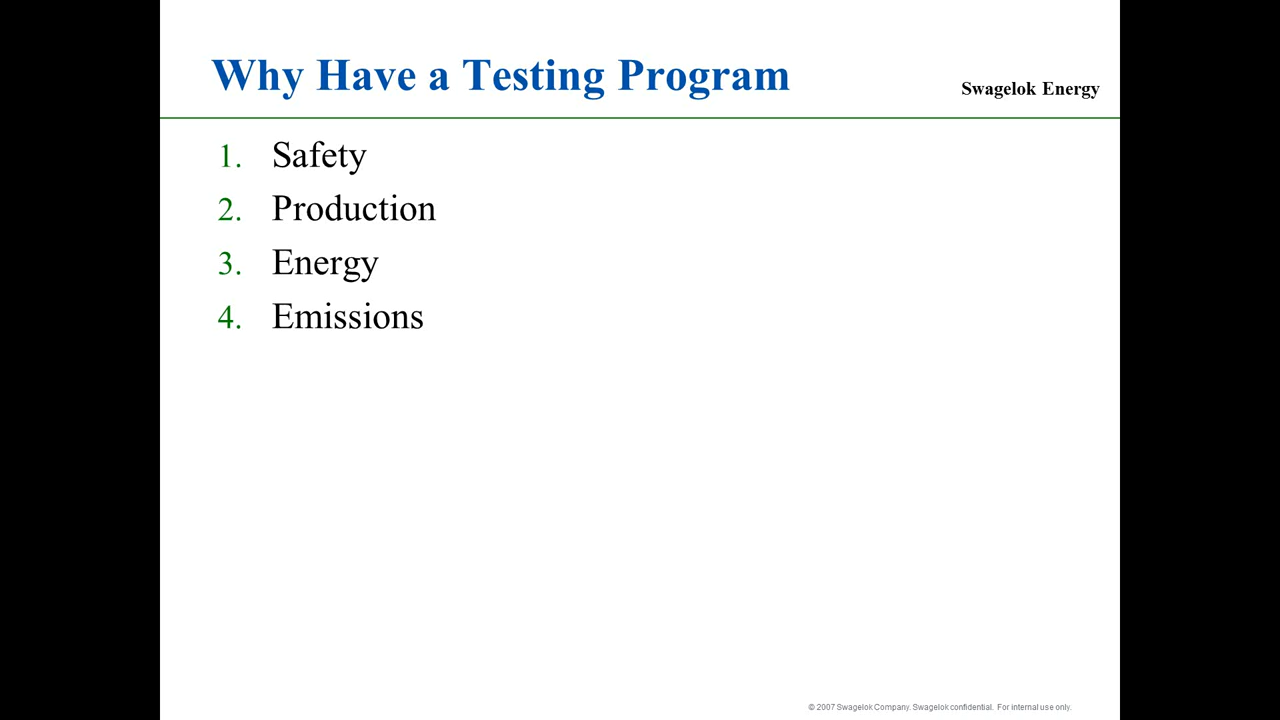 Why Have a Testing Program
Swagelok Energy
1. Safety
2. Production
3. Energy
4. Emissions
© 2007 Swagelok Company. Swagelok confidential. For internal use only.